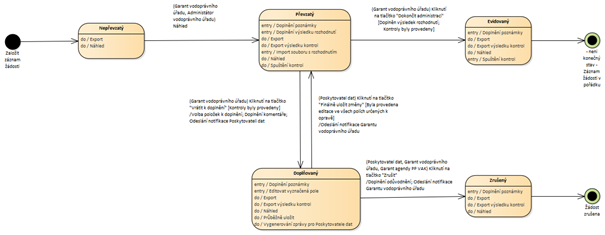 Založit
záznam
žádosti
Nepřevzatý
do / Export
do / Náhled
[Garant vodoprávního
úřadu, Administrátor
vodoprávního úřadu]
Náhled
Převzatý
entry / Doplnění poznámky
entry / Doplnění výsledku rozhodnutí
do / Export
do / Export výsledku kontrol
entry / Import souboru s rozhodnutím
do / Náhled
do / Spuštění kontrol
[Garant vodoprávního úřadu] Kliknutí
na tlačítko "Dokončit administraci"
[Doplněn výsledek rozhodnutí;
Kontroly byly provedeny]
Evidovaný
entry / Doplnění poznámky
do / Export
do / Export výsledku kontrol
do / Náhled
entry / Spuštění kontrol
- není
konečný
stav -
Záznam
žádosti v
pořádku
[Garant vodoprávního úřadu] Kliknutí na tlačítko
"Vrátit k doplnění" [Kontroly byly provedeny]
/Volba položek k doplnění, Doplnění komentáře;
Odeslání notifikace Poskytovateli dat
[Poskytovatel dat] Kliknutí na tlačítko
"Finálně uložit změny" [Byla provedena
editace ve všech polích určených k
opravě]
/Odeslání notifikace Garantu
vodoprávního úřadu
Doplňovaný
entry / Doplnění poznámky
entry / Editovat vyznačené pole
do / Export
do / Export výsledku kontrol
do / Náhled
do / Průběžně uložit
do / Vygenerování zprávy pro Poskytovatele dat
[Poskytovatel dat, Garant vodoprávního
úřadu, Garant agendy PP VAK] Kliknutí na
tlačítko "Zrušit"
/Doplnění odůvodnění, Odeslání notifikace
Garantu vodoprávního úřadu
Zrušený
entry / Doplnění poznámky
do / Export
do / Export výsledku kontrol
do / Náhled
Žádost
zrušena